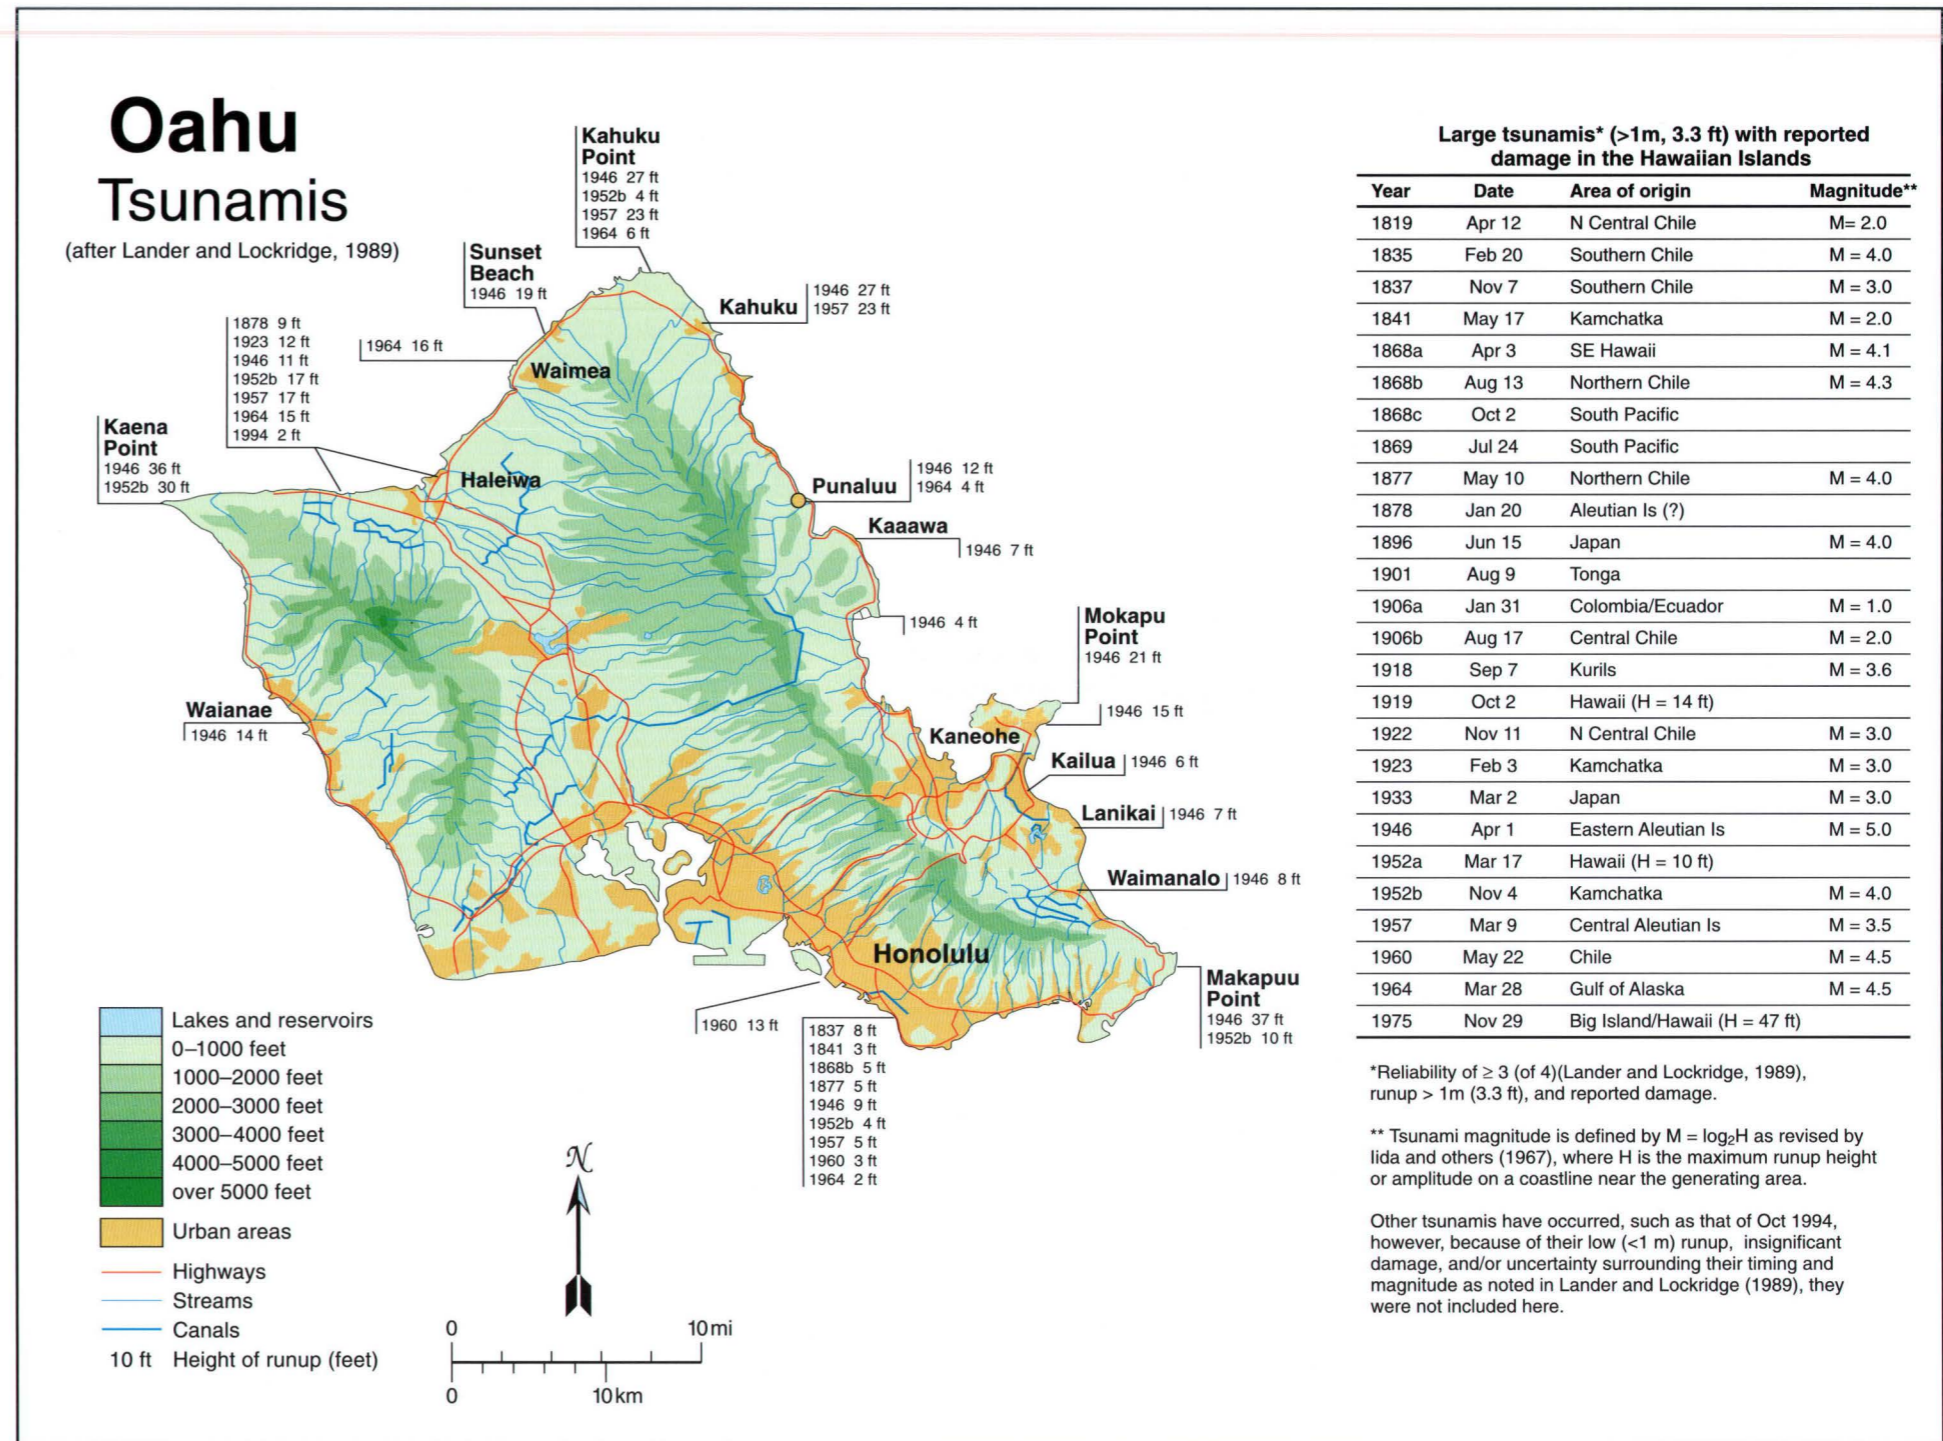 Oahu
Tsunamis
(after Lander and Lockridge, 1989)
Kahuku
Point
1946 27 ft
1952b 4 ft
1957 23 ft
1964 6 ft
Sunset
Beach
1946 19 ft
Kahuku
1946 27 ft
1957 23 ft
1878 9 ft
1923 12 ft
1946 11 ft
1952b 17 ft
1957 17 ft
1964 15 ft
1994 2 ft
1964 16 ft
Waimea
Kaena
Point
1946 36 ft
1952b 30 ft
Haleiwa
Punaluu
1946 12 ft
1964 4 ft
Kaaawa
1946 7 ft
1946 4 ft
Mokapu
Point
1946 21 ft
1946 15 ft
Waianae
1946 14 ft
Kaneohe
Kailua 1946 6 ft
Lanikai 1946 7 ft
Waimanalo 1946 8 ft
Honolulu
Makapuu
Point
1946 37 ft
1952b 10 ft
1960 13 ft
1837 8 ft
1841 3 ft
1868b 5 ft
1877 5 ft
1946 9 ft
1952b 4 ft
1957 5 ft
1960 3 ft
1964 2 ft
Lakes and reservoirs
0–1000 feet
1000–2000 feet
2000–3000 feet
3000–4000 feet
4000–5000 feet
over 5000 feet
Urban areas
Highways
Streams
Canals
10 ft Height of runup (feet)
N
0 10 mi
0 10 km
Large tsunamis* (>1m, 3.3 ft) with reported
damage in the Hawaiian Islands
Year Date Area of origin Magnitude**
1819 Apr 12 N Central Chile M= 2.0
1835 Feb 20 Southern Chile M = 4.0
1837 Nov 7 Southern Chile M = 3.0
1841 May 17 Kamchatka M = 2.0
1868a Apr 3 SE Hawaii M = 4.1
1868b Aug 13 Northern Chile M = 4.3
1868c Oct 2 South Pacific
1869 Jul 24 South Pacific
1877 May 10 Northern Chile M = 4.0
1878 Jan 20 Aleutian Is (?)
1896 Jun 15 Japan M = 4.0
1901 Aug 9 Tonga
1906a Jan 31 Colombia/Ecuador M = 1.0
1906b Aug 17 Central Chile M = 2.0
1918 Sep 7 Kurils M = 3.6
1919 Oct 2 Hawaii (H = 14 ft)
1922 Nov 11 N Central Chile M = 3.0
1923 Feb 3 Kamchatka M = 3.0
1933 Mar 2 Japan M = 3.0
1946 Apr 1 Eastern Aleutian Is M = 5.0
1952a Mar 17 Hawaii (H = 10 ft)
1952b Nov 4 Kamchatka M = 4.0
1957 Mar 9 Central Aleutian Is M = 3.5
1960 May 22 Chile M = 4.5
1964 Mar 28 Gulf of Alaska M = 4.5
1975 Nov 29 Big Island/Hawaii (H = 47 ft)
*Reliability of ≥ 3 (of 4)(Lander and Lockridge, 1989),
runup > 1m (3.3 ft), and reported damage.
** Tsunami magnitude is defined by M = log₂H as revised by
Iida and others (1967), where H is the maximum runup height
or amplitude on a coastline near the generating area.
Other tsunamis have occurred, such as that of Oct 1994,
however, because of their low (<1 m) runup, insignificant
damage, and/or uncertainty surrounding their timing and
magnitude as noted in Lander and Lockridge (1989), they
were not included here.